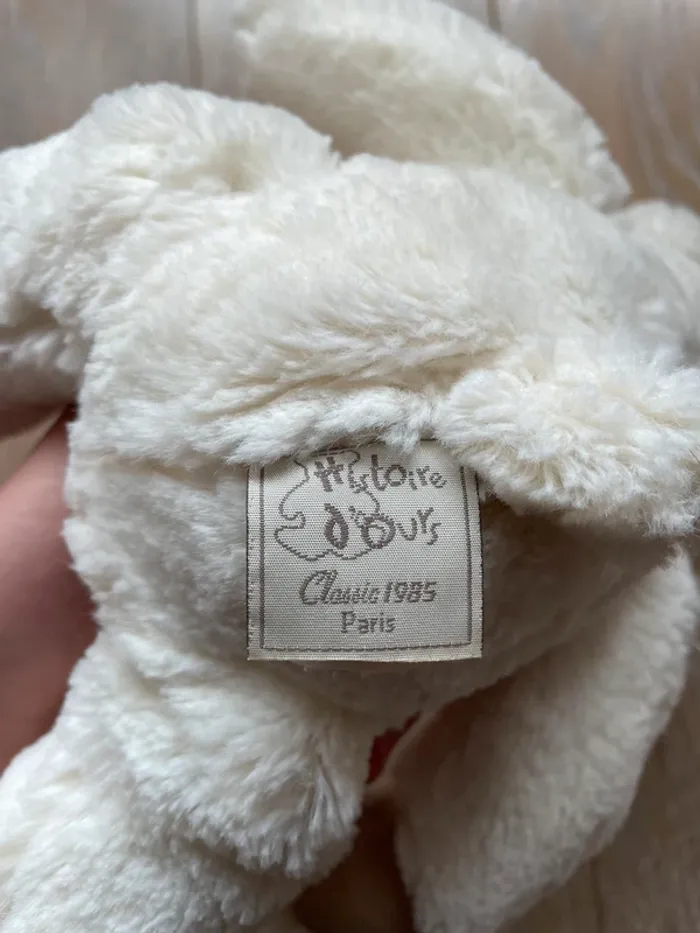 Histoire
d'Ours
Classic 1985
Paris